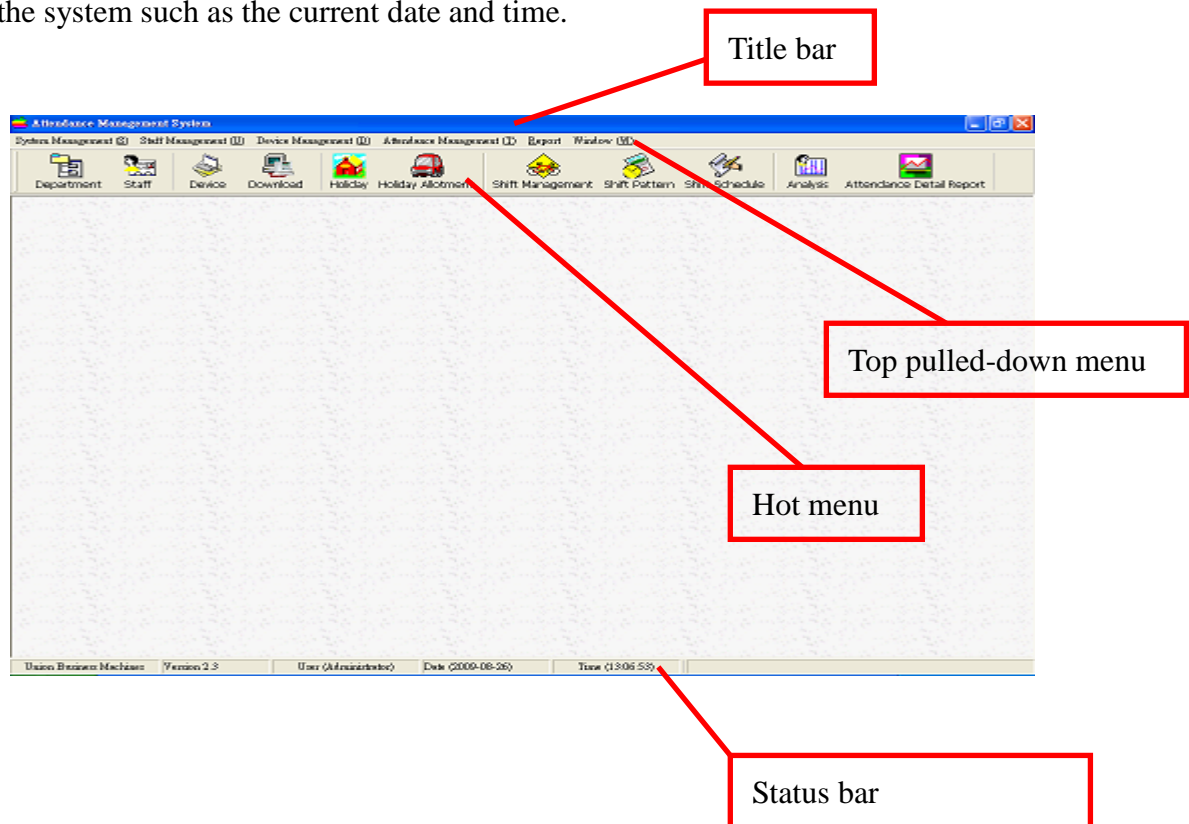 the system such as the current date and time.
Title bar
Attendance Management System
System Management (S) Staff Management (U) Device Management (D) Attendance Management (T) Report Window (W)
Department Staff Device Download Holiday Holiday Allotment Shift Management Shift Pattern Shift Schedule Analysis Attendance Detail Report
Top pulled-down menu
Hot menu
Union Business Machines Version 2.3 User (Administrator) Date (2009-08-26) Time (13:06:53)
Status bar